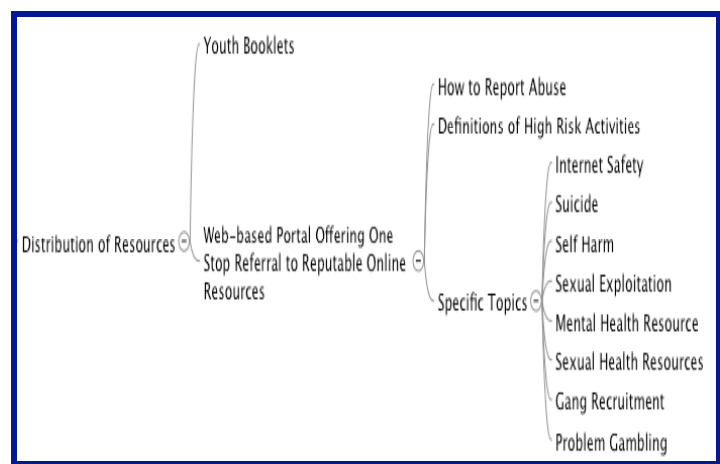 Youth Booklets
How to Report Abuse
Definitions of High Risk Activities
Internet Safety
Suicide
Distribution of Resources
Web-based Portal Offering One
Stop Referral to Reputable Online
Resources
Self Harm
Specific Topics
Sexual Exploitation
Mental Health Resource
Sexual Health Resources
Gang Recruitment
Problem Gambling